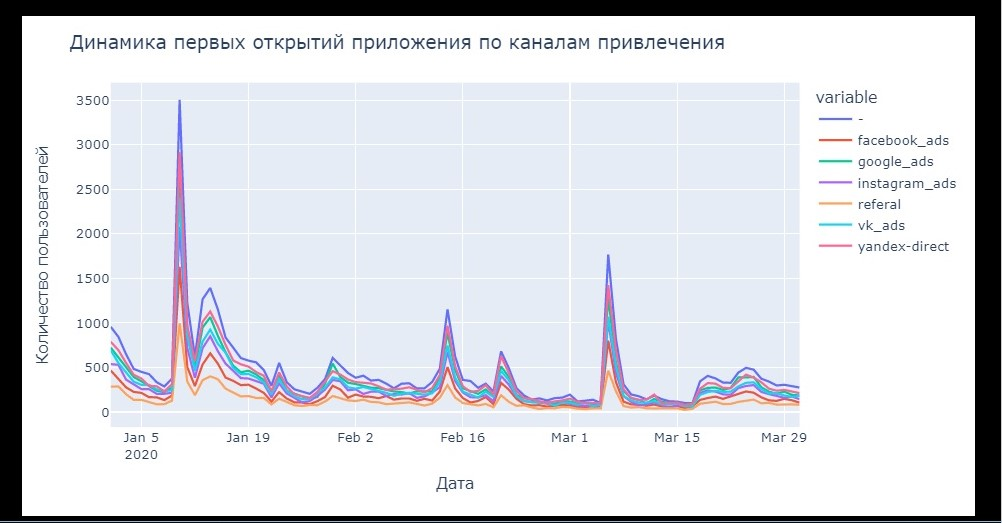 Динамика первых открытий приложения по каналам привлечения
Количество пользователей
3500
3000
2500
2000
1500
1000
500
0
Jan 5
2020
Jan 19
Feb 2
Feb 16
Mar 1
Mar 15
Mar 29
Дата
variable
-
facebook_ads
google_ads
instagram_ads
referal
vk_ads
yandex-direct